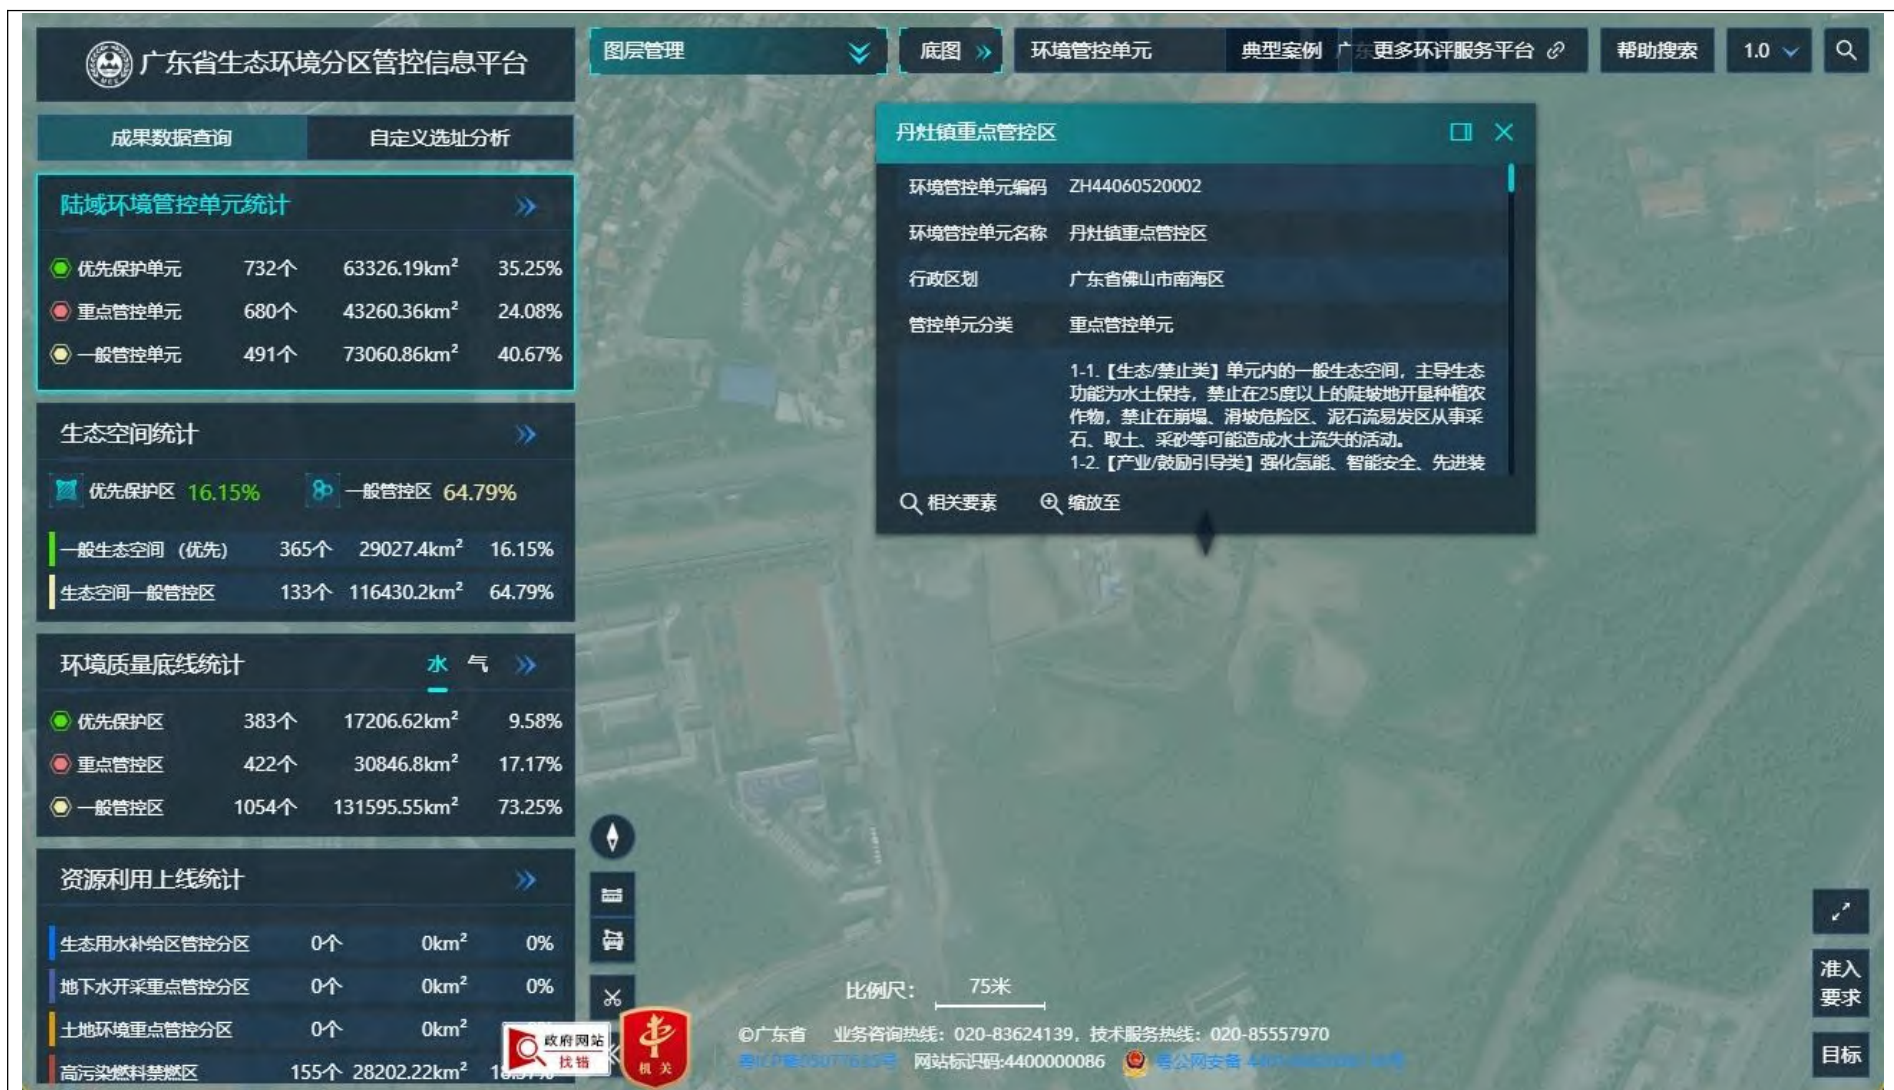 广东省生态环境分区管控信息平台
图层管理
底图
环境管控单元
典型案例
更多环评服务平台
帮助搜索
1.0
成果数据查询 自定义选址分析
陆域环境管控单元统计
优先保护单元 732个 63326.19km² 35.25%
重点管控单元 680个 43260.36km² 24.08%
一般管控单元 491个 73060.86km² 40.67%
生态空间统计
优先保护区 16.15% 一般管控区 64.79%
一般生态空间（优先） 365个 29027.4km² 16.15%
生态空间一般管控区 133个 116430.2km² 64.79%
环境质量底线统计 水 气
优先保护区 383个 17206.62km² 9.58%
重点管控区 422个 30846.8km² 17.17%
一般管控区 1054个 131595.55km² 73.25%
资源利用上线统计
生态用水补给区管控分区 0个 0km² 0%
地下水开采重点管控分区 0个 0km² 0%
土地环境重点管控分区 0个 0km²
高污染燃料禁燃区 155个 28202.22km²
丹灶镇重点管控区
环境管控单元编码 ZH44060520002
环境管控单元名称 丹灶镇重点管控区
行政区划 广东省佛山市南海区
管控单元分类 重点管控单元
1-1.【生态/禁止类】单元内的一般生态空间，主导生态
功能为水土保持，禁止在25度以上的陡坡地开垦种植农
作物，禁止在崩塌、滑坡危险区、泥石流易发区从事采
石、取土、采砂等可能造成水土流失的活动。
1-2.【产业/鼓励引导类】强化氢能、智能安全、先进装
相关要素 缩放至
比例尺： 75米
政府网站
找错
机关
©广东省 业务咨询热线：020-83624139，技术服务热线：020-85557970
网站标识码:4400000086
准入
要求
目标